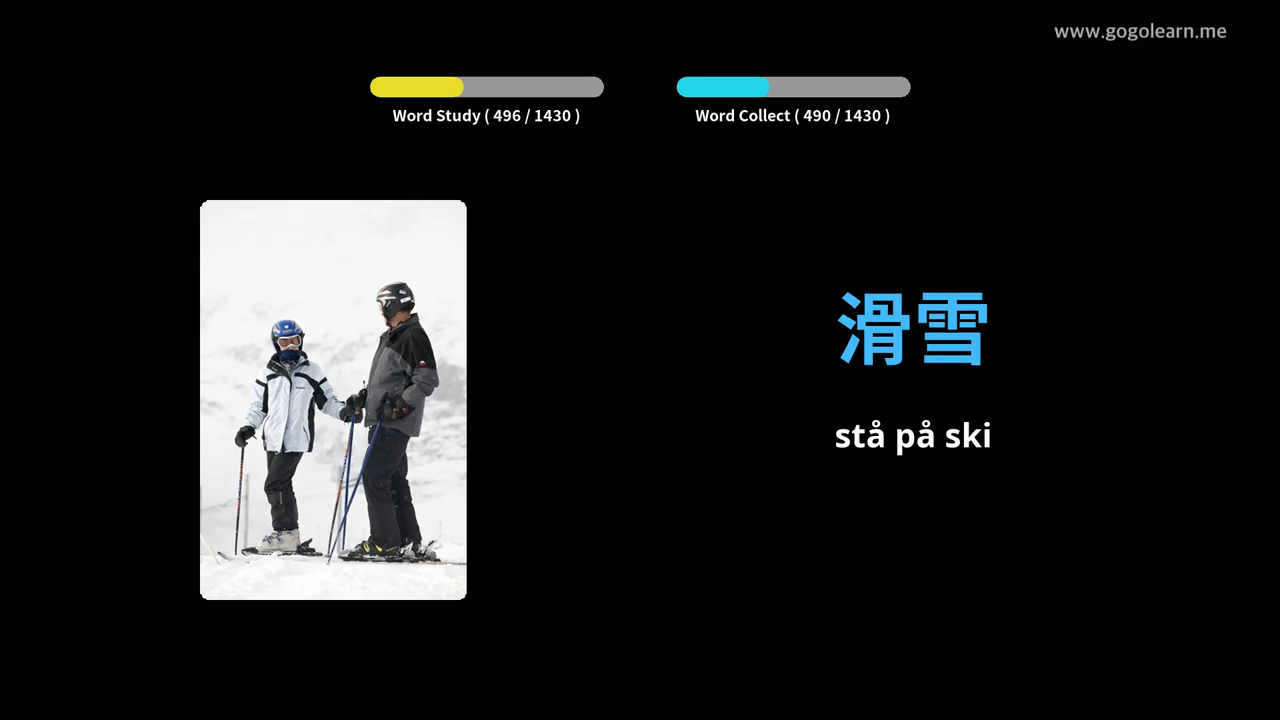 www.gogolearn.me
Word Study ( 496 / 1430 )
Word Collect ( 490 / 1430 )
滑雪
stå på ski